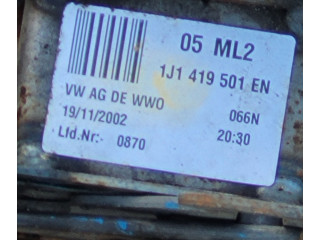 05 ML2
1J1 419 501 EN
VW AG DE WWO 066N
19/11/2002 20:30
Lfd.Nr:- 0870